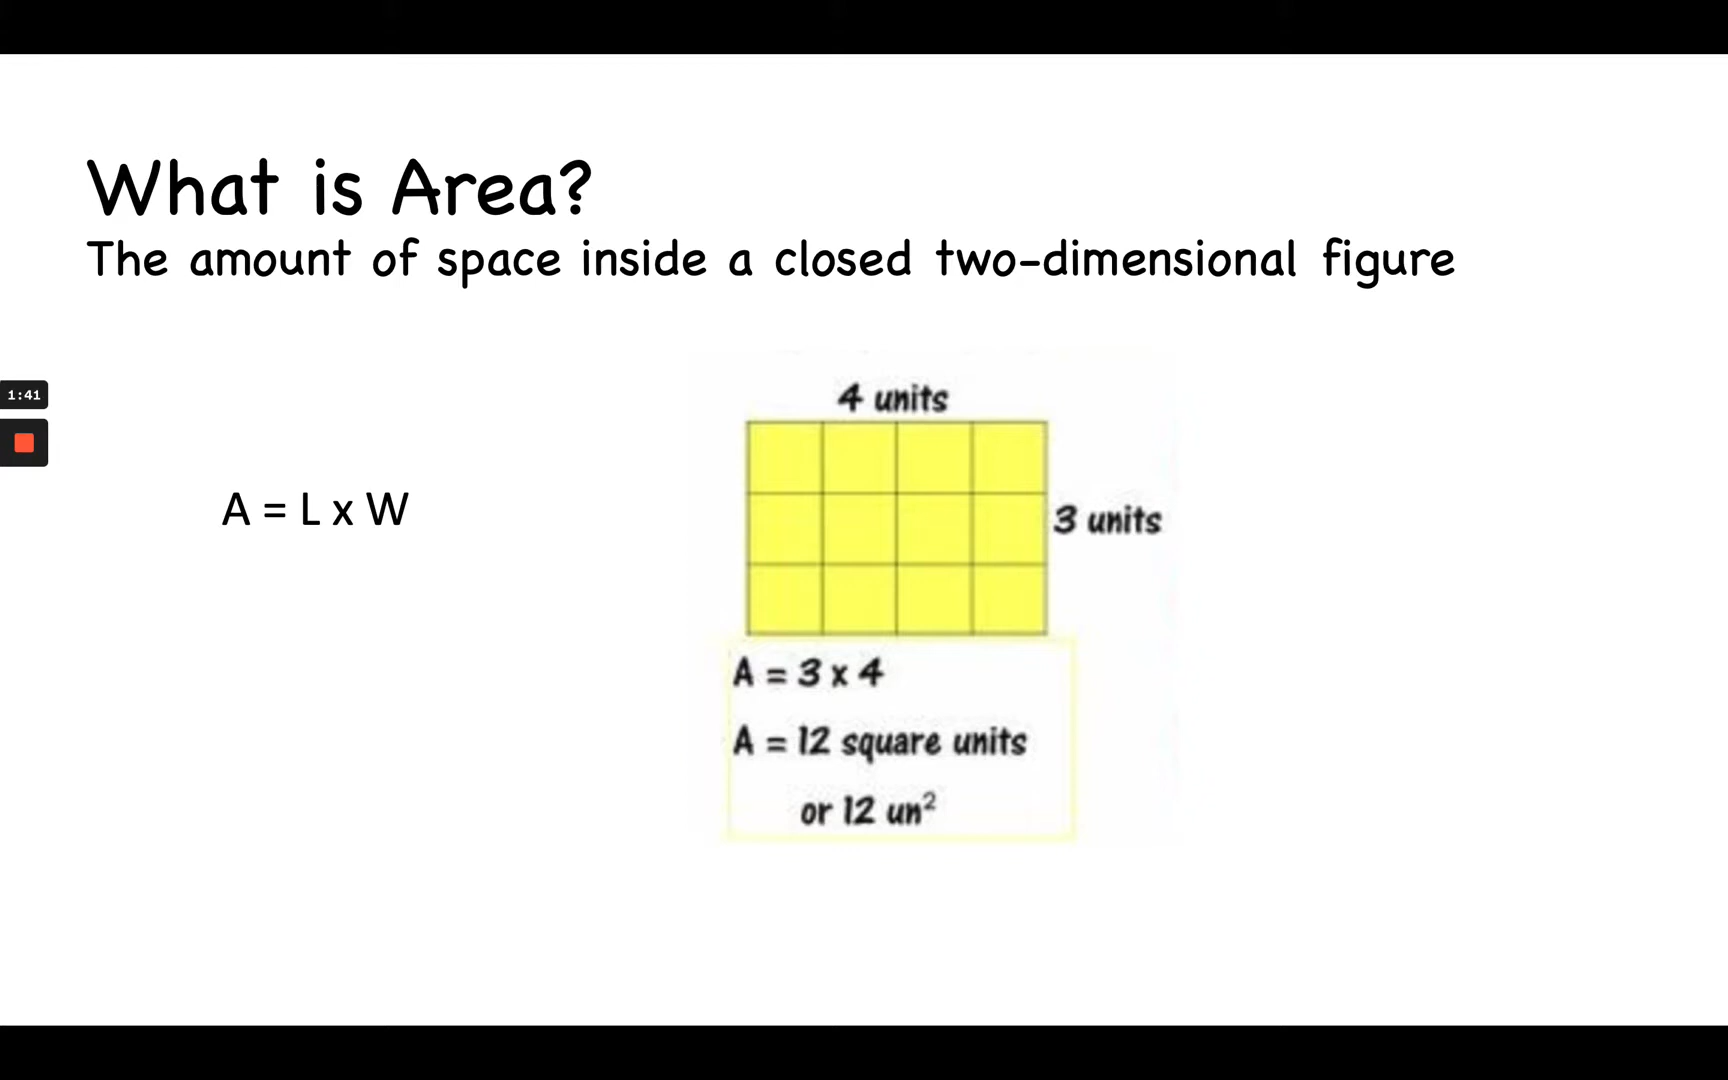 What is Area?
The amount of space inside a closed two-dimensional figure
4 units
1:41
A = L x W
3 units
A = 3 x 4
A = 12 square units
or 12 un²